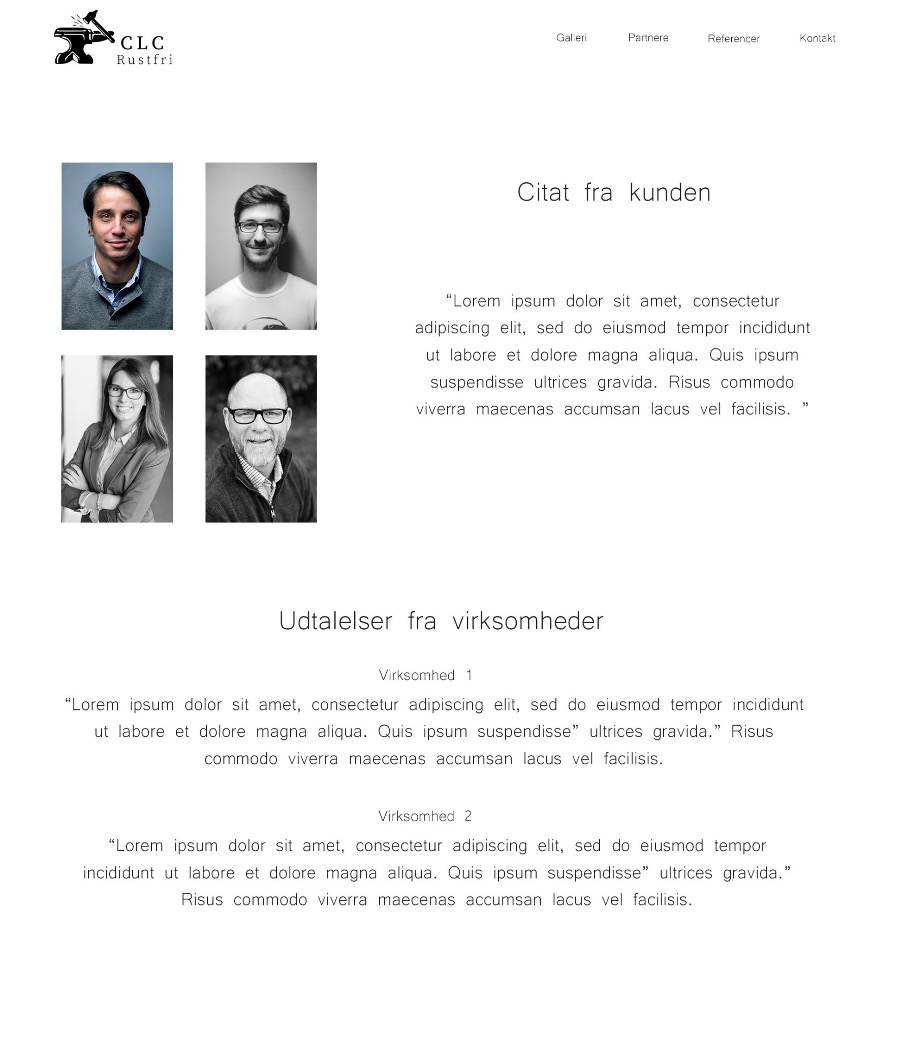 CLC
Rustfri
Galleri Partnere Referencer Kontakt
Citat fra kunden
“Lorem ipsum dolor sit amet, consectetur
adipiscing elit, sed do eiusmod tempor incididunt
ut labore et dolore magna aliqua. Quis ipsum
suspendisse ultrices gravida. Risus commodo
viverra maecenas accumsan lacus vel facilisis. ”
Udtalelser fra virksomheder
Virksomhed 1
“Lorem ipsum dolor sit amet, consectetur adipiscing elit, sed do eiusmod tempor incididunt
ut labore et dolore magna aliqua. Quis ipsum suspendisse” ultrices gravida.” Risus
commodo viverra maecenas accumsan lacus vel facilisis.
Virksomhed 2
“Lorem ipsum dolor sit amet, consectetur adipiscing elit, sed do eiusmod tempor
incididunt ut labore et dolore magna aliqua. Quis ipsum suspendisse” ultrices gravida.”
Risus commodo viverra maecenas accumsan lacus vel facilisis.